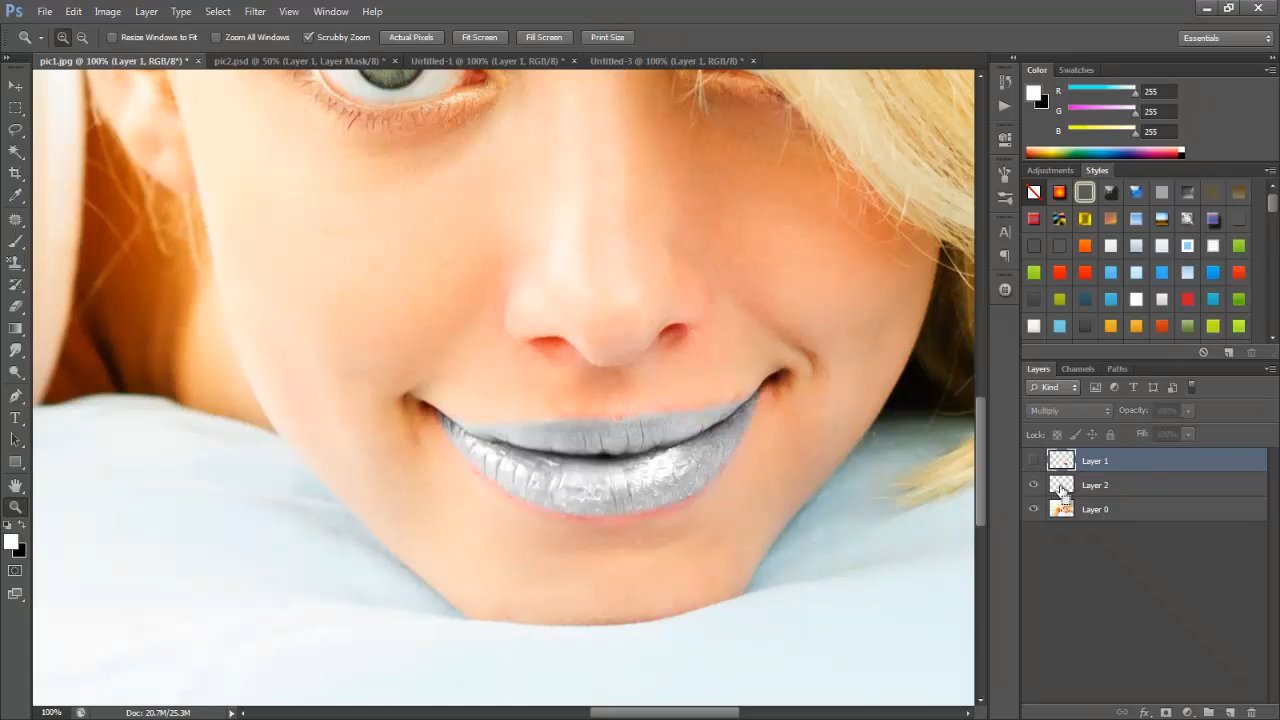 Ps File Edit Image Layer Type Select Filter View Window Help
Resize Windows to Fit Zoom All Windows Scrubby Zoom Actual Pixels Fit Screen Fill Screen Print Size Essentials
pic1.jpg @ 100% (Layer 1, RGB/8*) * × pic2.psd @ 50% (Layer 1, Layer Mask/8) * × Untitled-1 @ 100% (Layer 1, RGB/8) * × Untitled-3 @ 100% (Layer 1, RGB/8) * ×
Color Swatches
R 255
G 255
B 255
Adjustments Styles
Layers Channels Paths
Kind
Multiply Opacity: 100%
Lock: Fill: 100%
Layer 1
Layer 2
Layer 0
100% Doc: 20.7M/25.3M